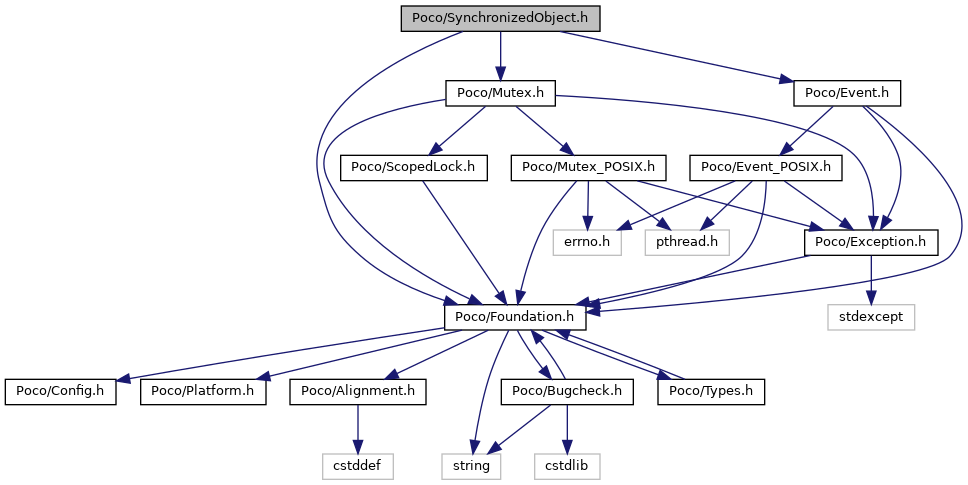 Poco/SynchronizedObject.h
Poco/Mutex.h
Poco/Event.h
Poco/ScopedLock.h
Poco/Mutex_POSIX.h
Poco/Event_POSIX.h
errno.h
pthread.h
Poco/Exception.h
Poco/Foundation.h
stdexcept
Poco/Config.h
Poco/Platform.h
Poco/Alignment.h
Poco/Bugcheck.h
Poco/Types.h
cstddef
string
cstdlib